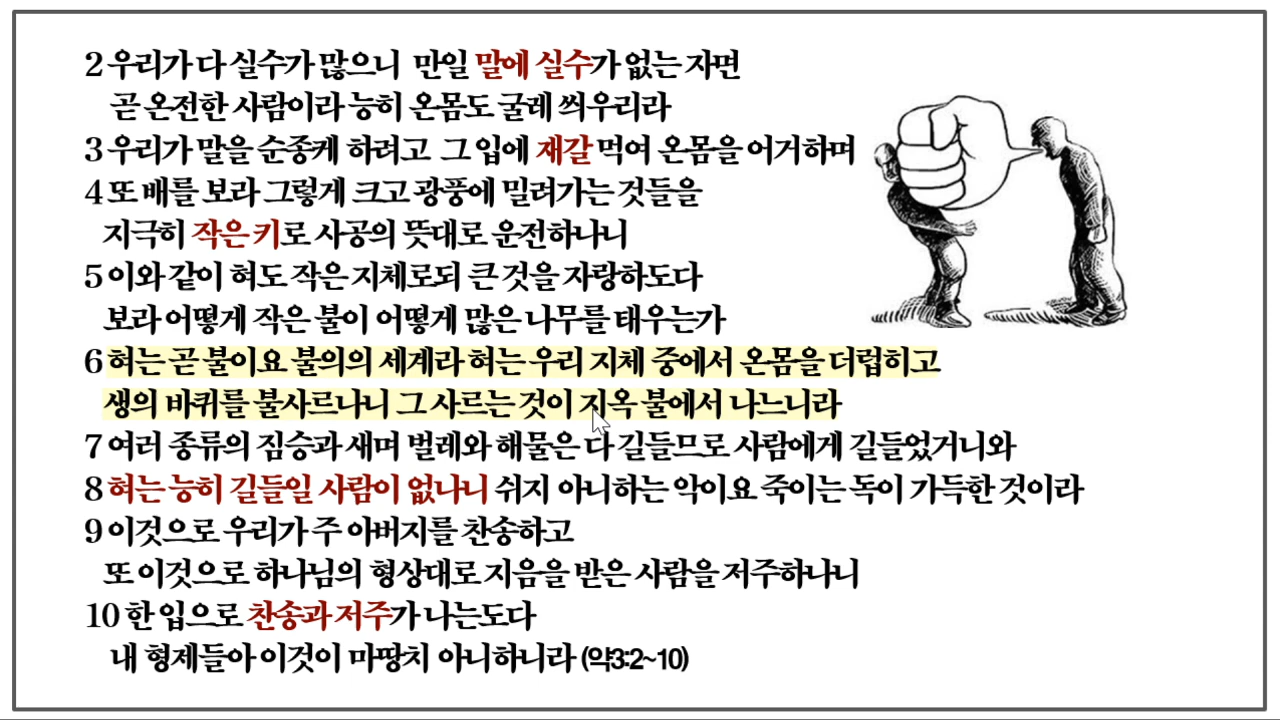 2 우리가 다 실수가 많으니 만일 말에 실수가 없는 자면
곧 온전한 사람이라 능히 온몸도 굴레 씌우리라
3 우리가 말을 순종케 하려고 그 입에 재갈 먹여 온몸을 어거하며
4 또 배를 보라 그렇게 크고 광풍에 밀려가는 것들을
지극히 작은 키로 사공의 뜻대로 운전하나니
5 이와 같이 혀도 작은 지체로되 큰 것을 자랑하도다
보라 어떻게 작은 불이 어떻게 많은 나무를 태우는가
6 혀는 곧 불이요 불의의 세계라 혀는 우리 지체 중에서 온몸을 더럽히고
생의 바퀴를 불사르나니 그 사르는 것이 지옥 불에서 나느니라
7 여러 종류의 짐승과 새며 벌레와 해물은 다 길들므로 사람에게 길들었거니와
8 혀는 능히 길들일 사람이 없나니 쉬지 아니하는 악이요 죽이는 독이 가득한 것이라
9 이것으로 우리가 주 아버지를 찬송하고
또 이것으로 하나님의 형상대로 지음을 받은 사람을 저주하나니
10 한 입으로 찬송과 저주가 나는도다
내 형제들아 이것이 마땅치 아니하니라 (약3:2~10)